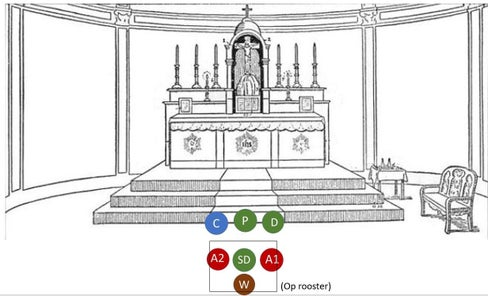 IHS
C P D
A2 SD A1
W (Op rooster)